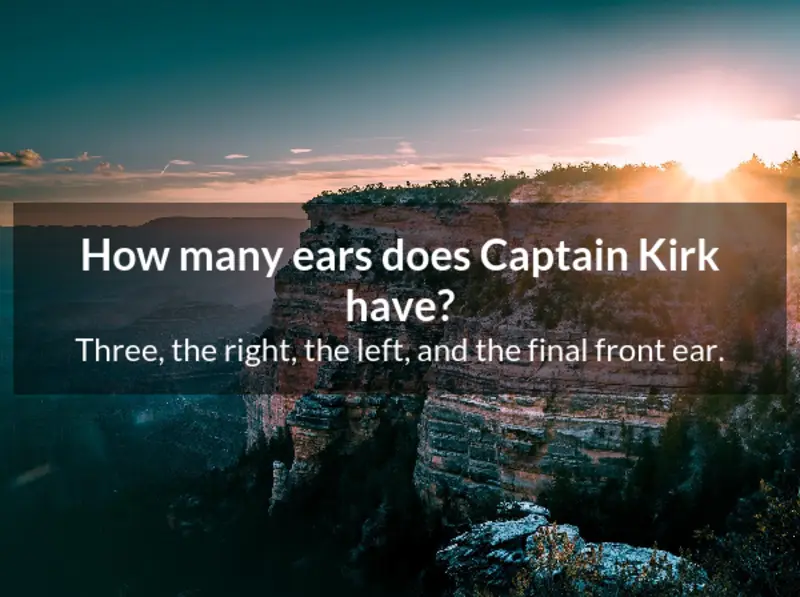 How many ears does Captain Kirk
have?
Three, the right, the left, and the final front ear.